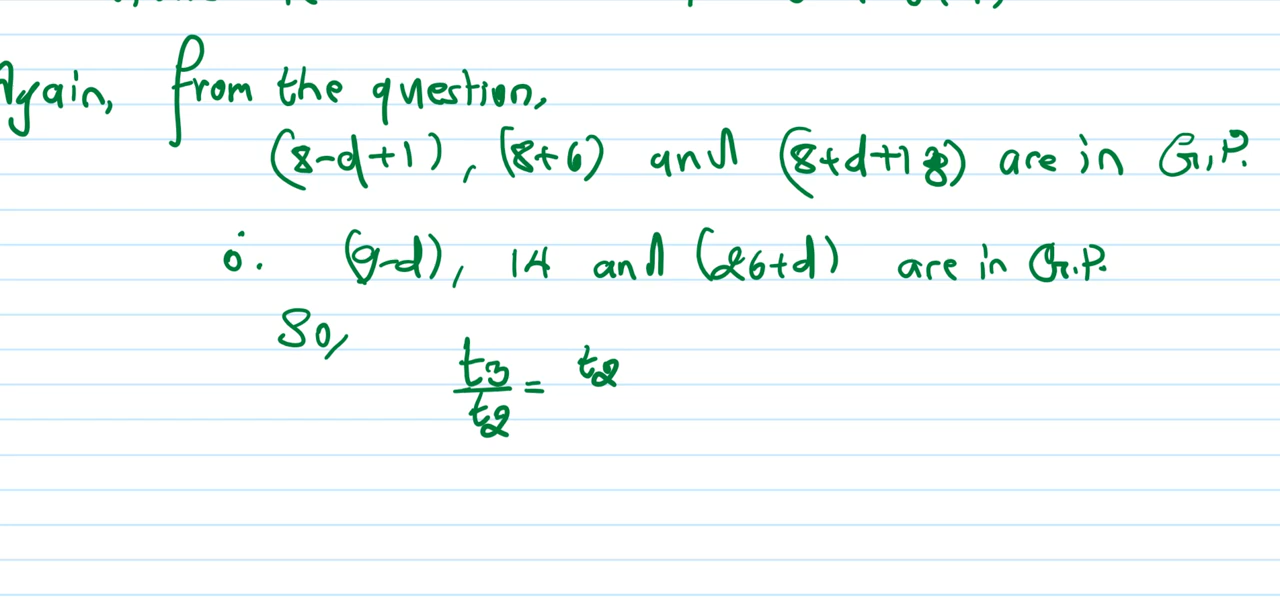 Again, from the question,
(8-d+1), (8+6) and (8+d+18) are in G.P.
∴ (9-d), 14 and (26+d) are in G.P.
So,
t3/t2 = t2